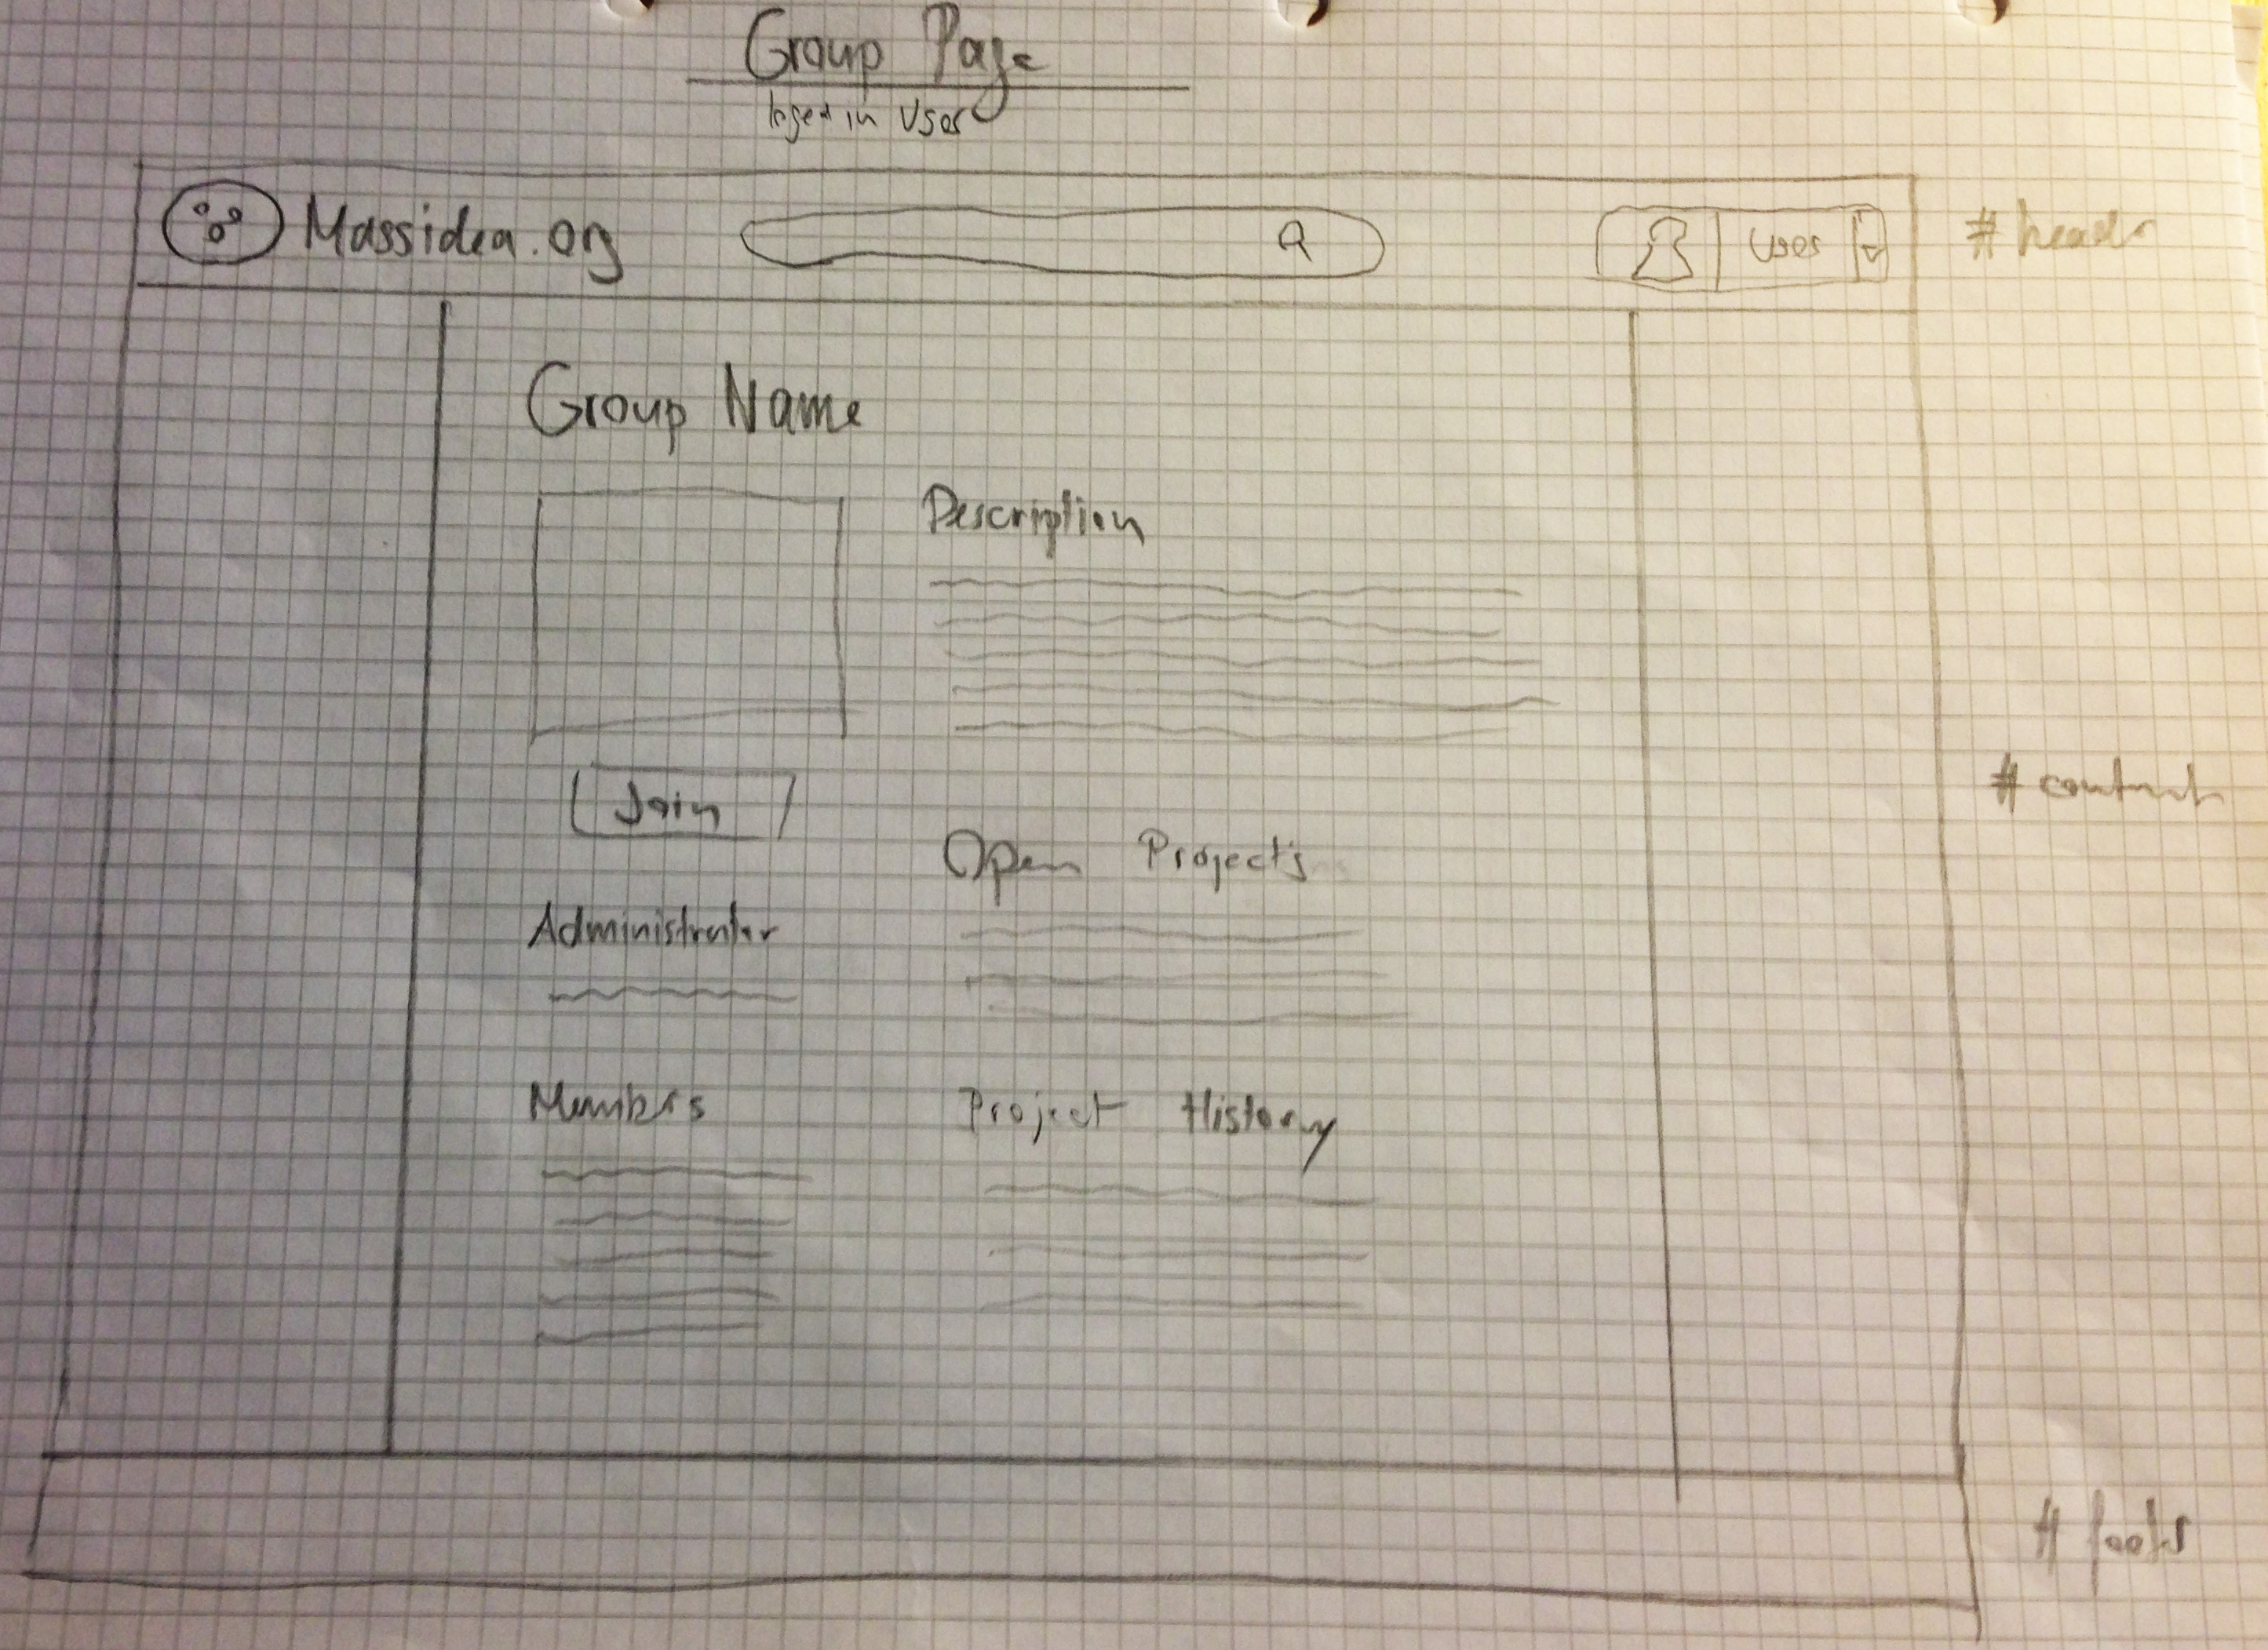 Group Page
loged in User
Massidea.org
User
# header
Group Name
Description
# content
Join
Open Projects
Administrator
Members
Project History
# footer